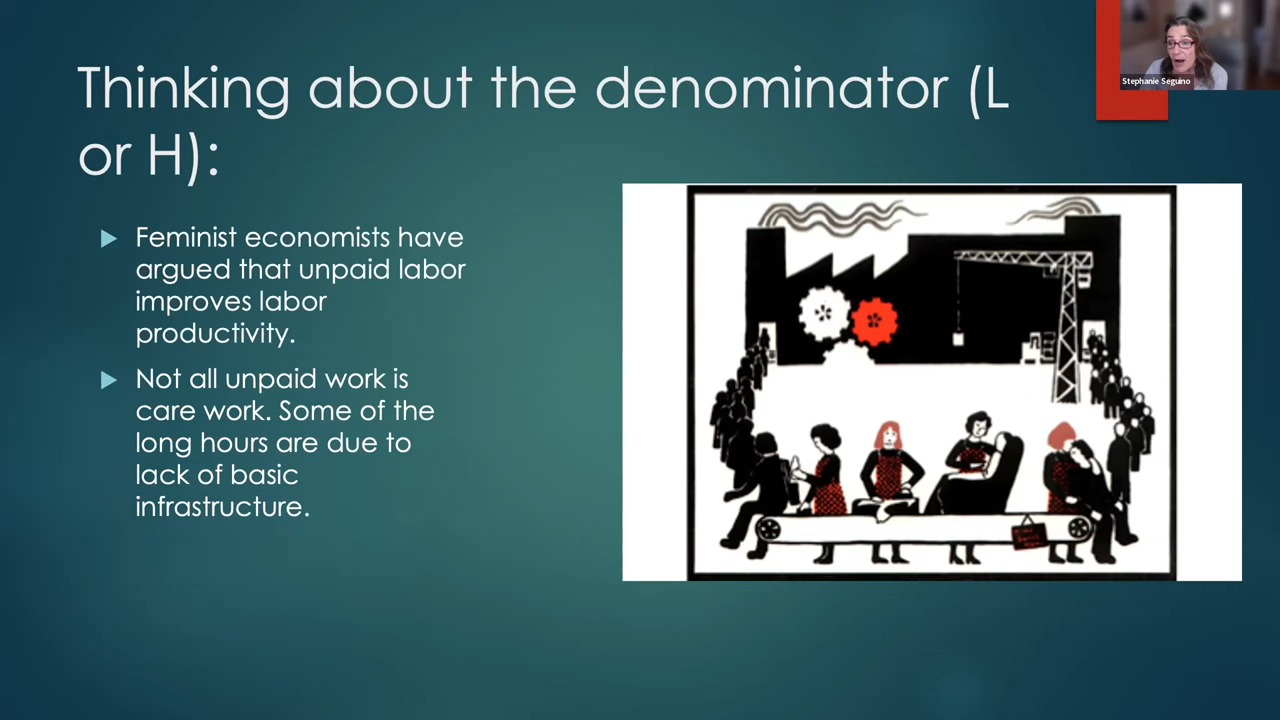 Thinking about the denominator (L
or H):
Stephanie Seguino
Feminist economists have
argued that unpaid labor
improves labor
productivity.
Not all unpaid work is
care work. Some of the
long hours are due to
lack of basic
infrastructure.